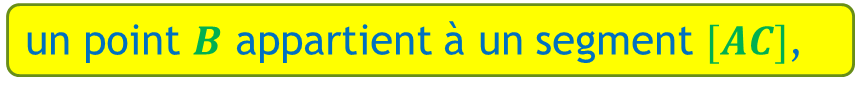 un point B appartient à un segment [AC],